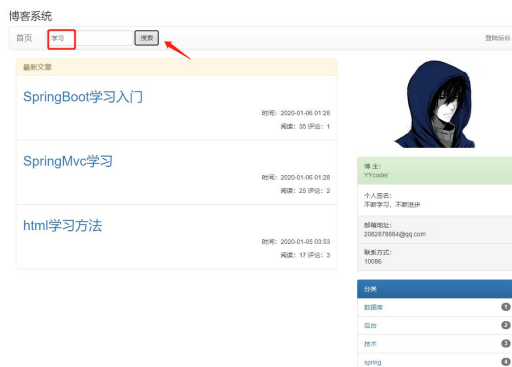 博客系统
首页 学习 搜索 登陆后台
最新文章
SpringBoot学习入门
时间: 2020-01-06 01:28
阅读: 35 评论: 1
SpringMvc学习
时间: 2020-01-06 01:28
阅读: 25 评论: 2
html学习方法
时间: 2020-01-05 03:53
阅读: 17 评论: 3
博主:
YYcoder
个人签名:
不断学习，不断进步
邮箱地址:
2082878884@qq.com
联系方式:
10086
分类
数据库 1
后台 2
技术 3
spring 4